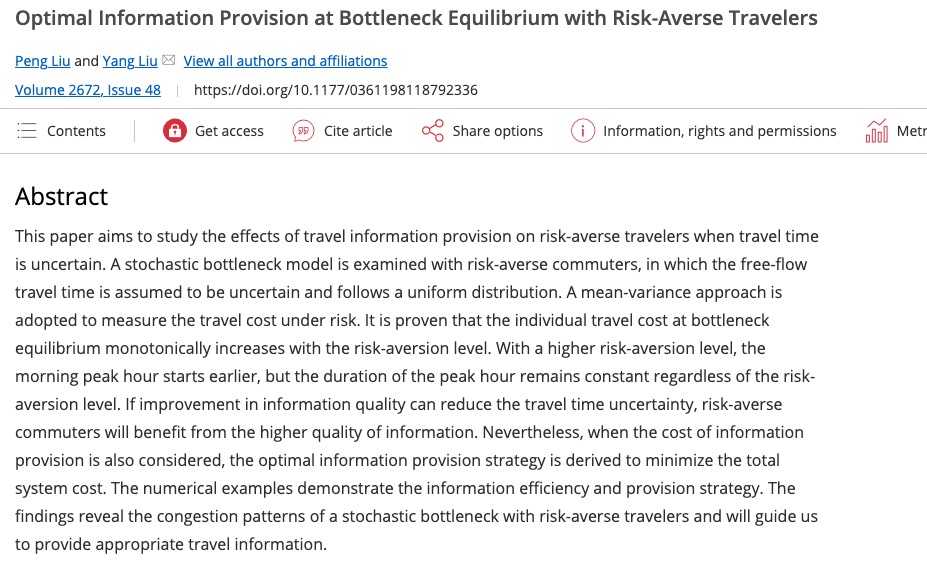 Optimal Information Provision at Bottleneck Equilibrium with Risk-Averse Travelers
Peng Liu and Yang Liu View all authors and affiliations
Volume 2672, Issue 48 https://doi.org/10.1177/0361198118792336
Contents Get access Cite article Share options Information, rights and permissions Metr
Abstract
This paper aims to study the effects of travel information provision on risk-averse travelers when travel time
is uncertain. A stochastic bottleneck model is examined with risk-averse commuters, in which the free-flow
travel time is assumed to be uncertain and follows a uniform distribution. A mean-variance approach is
adopted to measure the travel cost under risk. It is proven that the individual travel cost at bottleneck
equilibrium monotonically increases with the risk-aversion level. With a higher risk-aversion level, the
morning peak hour starts earlier, but the duration of the peak hour remains constant regardless of the risk-
aversion level. If improvement in information quality can reduce the travel time uncertainty, risk-averse
commuters will benefit from the higher quality of information. Nevertheless, when the cost of information
provision is also considered, the optimal information provision strategy is derived to minimize the total
system cost. The numerical examples demonstrate the information efficiency and provision strategy. The
findings reveal the congestion patterns of a stochastic bottleneck with risk-averse travelers and will guide us
to provide appropriate travel information.